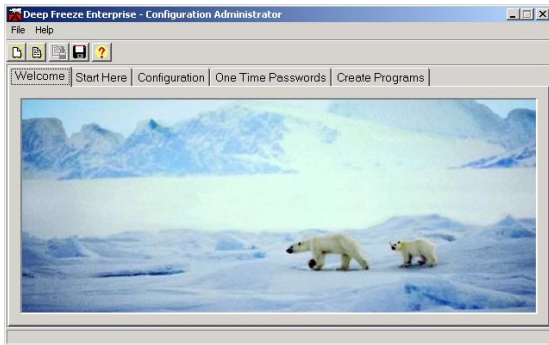 Deep Freeze Enterprise - Configuration Administrator
File Help
Welcome Start Here Configuration One Time Passwords Create Programs